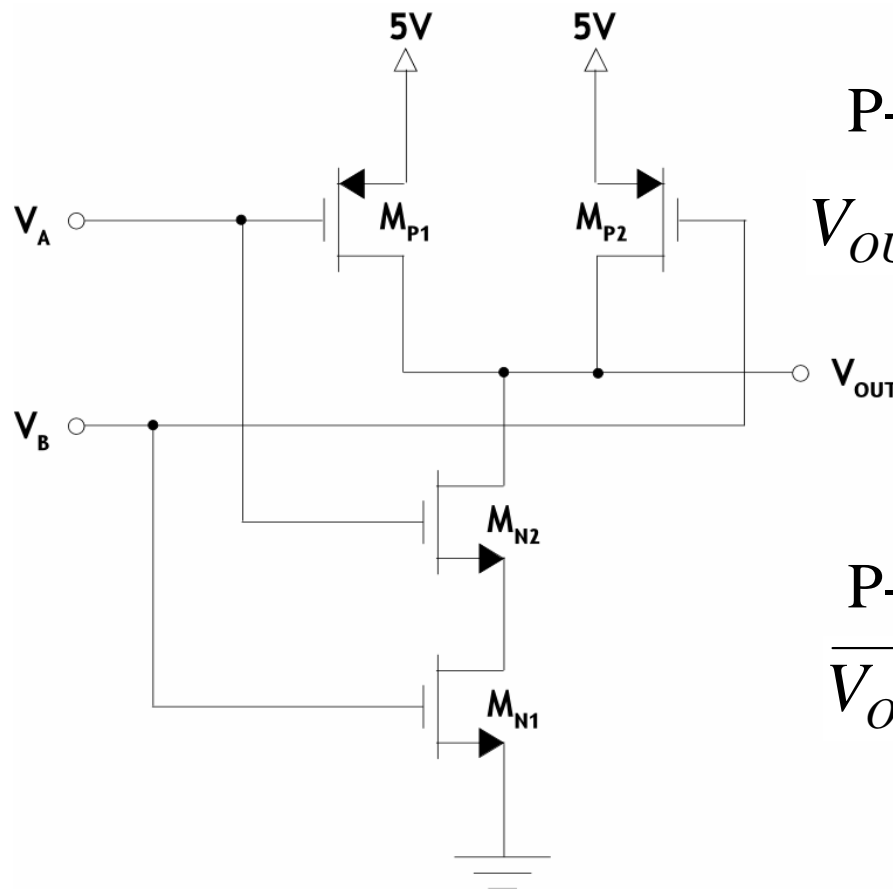 5V 5V
P-
V_A M_P1 M_P2
V_OU
V_OUT
V_B
M_N2
P-
M_N1
V_O